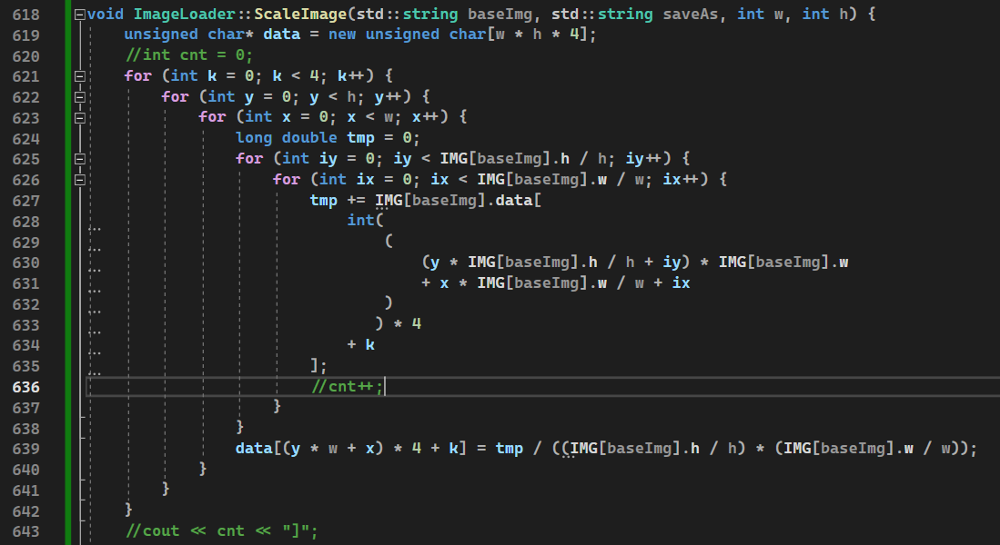 618 void ImageLoader::ScaleImage(std::string baseImg, std::string saveAs, int w, int h) {
619 unsigned char* data = new unsigned char[w * h * 4];
620 //int cnt = 0;
621 for (int k = 0; k < 4; k++) {
622 for (int y = 0; y < h; y++) {
623 for (int x = 0; x < w; x++) {
624 long double tmp = 0;
625 for (int iy = 0; iy < IMG[baseImg].h / h; iy++) {
626 for (int ix = 0; ix < IMG[baseImg].w / w; ix++) {
627 tmp += IMG[baseImg].data[
628 int(
629 (
630 (y * IMG[baseImg].h / h + iy) * IMG[baseImg].w
631 + x * IMG[baseImg].w / w + ix
632 )
633 ) * 4
634 + k
635 ];
636 //cnt++;
637 }
638 }
639 data[(y * w + x) * 4 + k] = tmp / ((IMG[baseImg].h / h) * (IMG[baseImg].w / w));
640 }
641 }
642 }
643 //cout << cnt << "]";